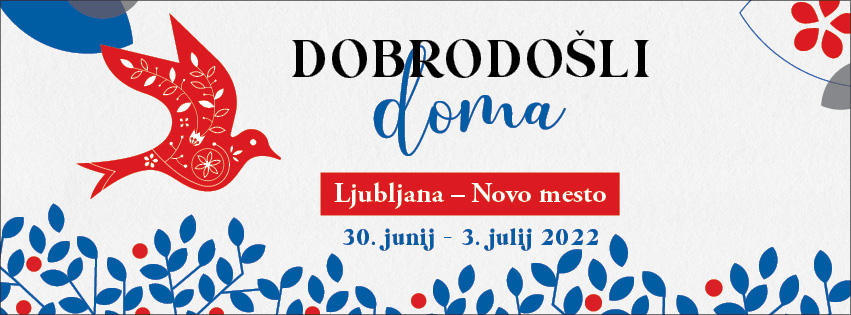 DOBRODOŠLI
doma
Ljubljana – Novo mesto
30. junij - 3. julij 2022